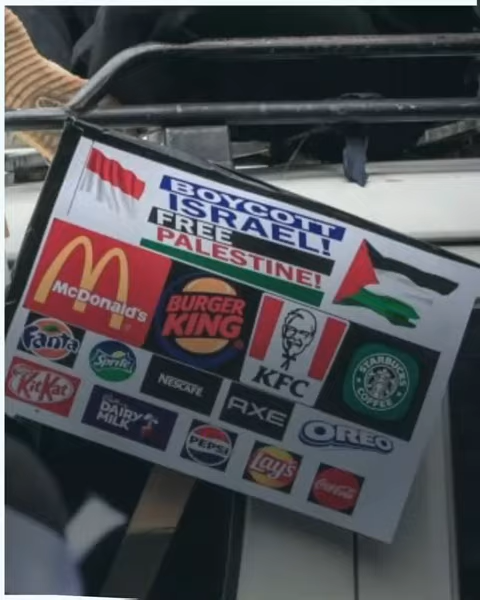 BOYCOTT
ISRAEL!
FREE
PALESTINE!
McDonald's
BURGER
KING
KFC
STARBUCKS
COFFEE
Fanta
Sprite
NESCAFÉ
AXE
OREO
KitKat
DAIRY
MILK
PEPSI
Lay's
Coca-Cola